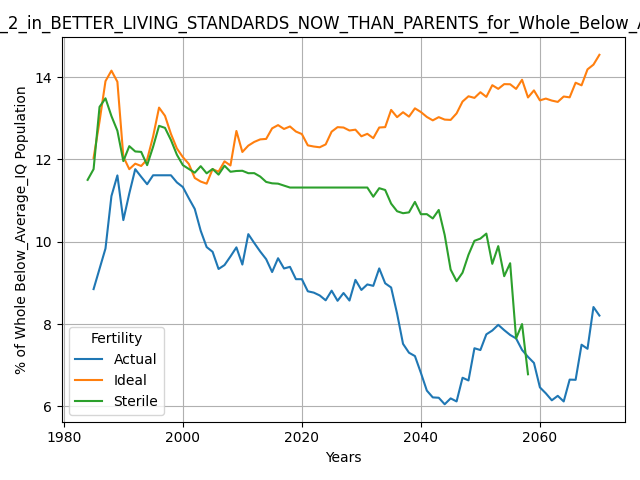 _2_in_BETTER_LIVING_STANDARDS_NOW_THAN_PARENTS_for_Whole_Below_A
% of Whole Below_Average_IQ Population
14
12
10
8
6
Fertility
Actual
Ideal
Sterile
1980
2000
2020
2040
2060
Years